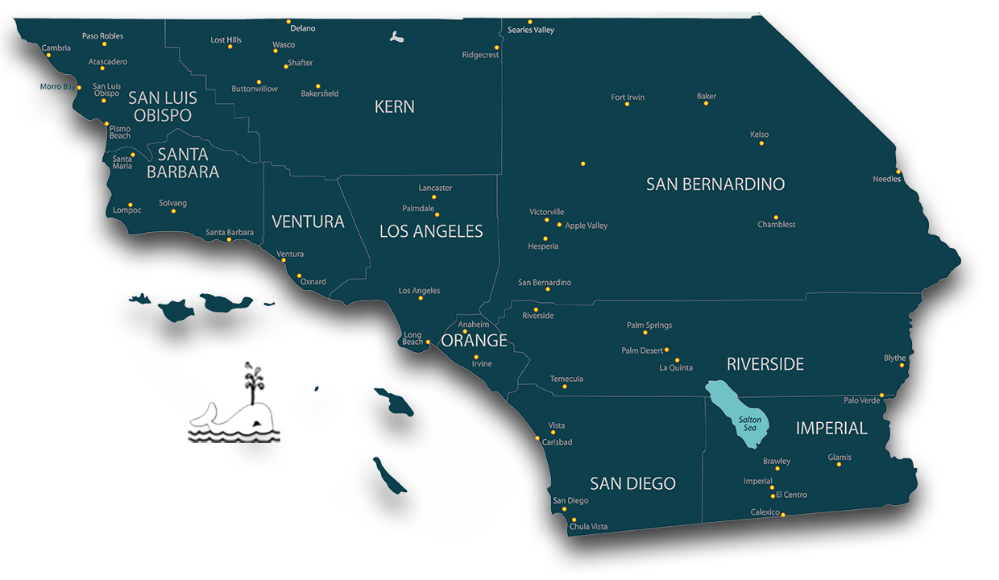 Delano
Searles Valley
Paso Robles
Lost Hills
Wasco
Cambria
Ridgecrest
Atascadero
Shafter
Morro Bay
San Luis
Obispo
Buttonwillow
Bakersfield
SAN LUIS
OBISPO
KERN
Fort Irwin
Baker
Pismo
Beach
Kelso
SANTA
BARBARA
Santa
Maria
Needles
SAN BERNARDINO
Lancaster
Solvang
Lompoc
Palmdale
Victorville
VENTURA
Apple Valley
Chambless
LOS ANGELES
Santa Barbara
Hesperia
Ventura
Oxnard
San Bernardino
Los Angeles
Riverside
Anaheim
Palm Springs
Long
Beach
ORANGE
Palm Desert
Irvine
La Quinta
RIVERSIDE
Blythe
Temecula
Palo Verde
Salton
Sea
Vista
Carlsbad
IMPERIAL
Brawley
Glamis
SAN DIEGO
Imperial
El Centro
San Diego
Calexico
Chula Vista